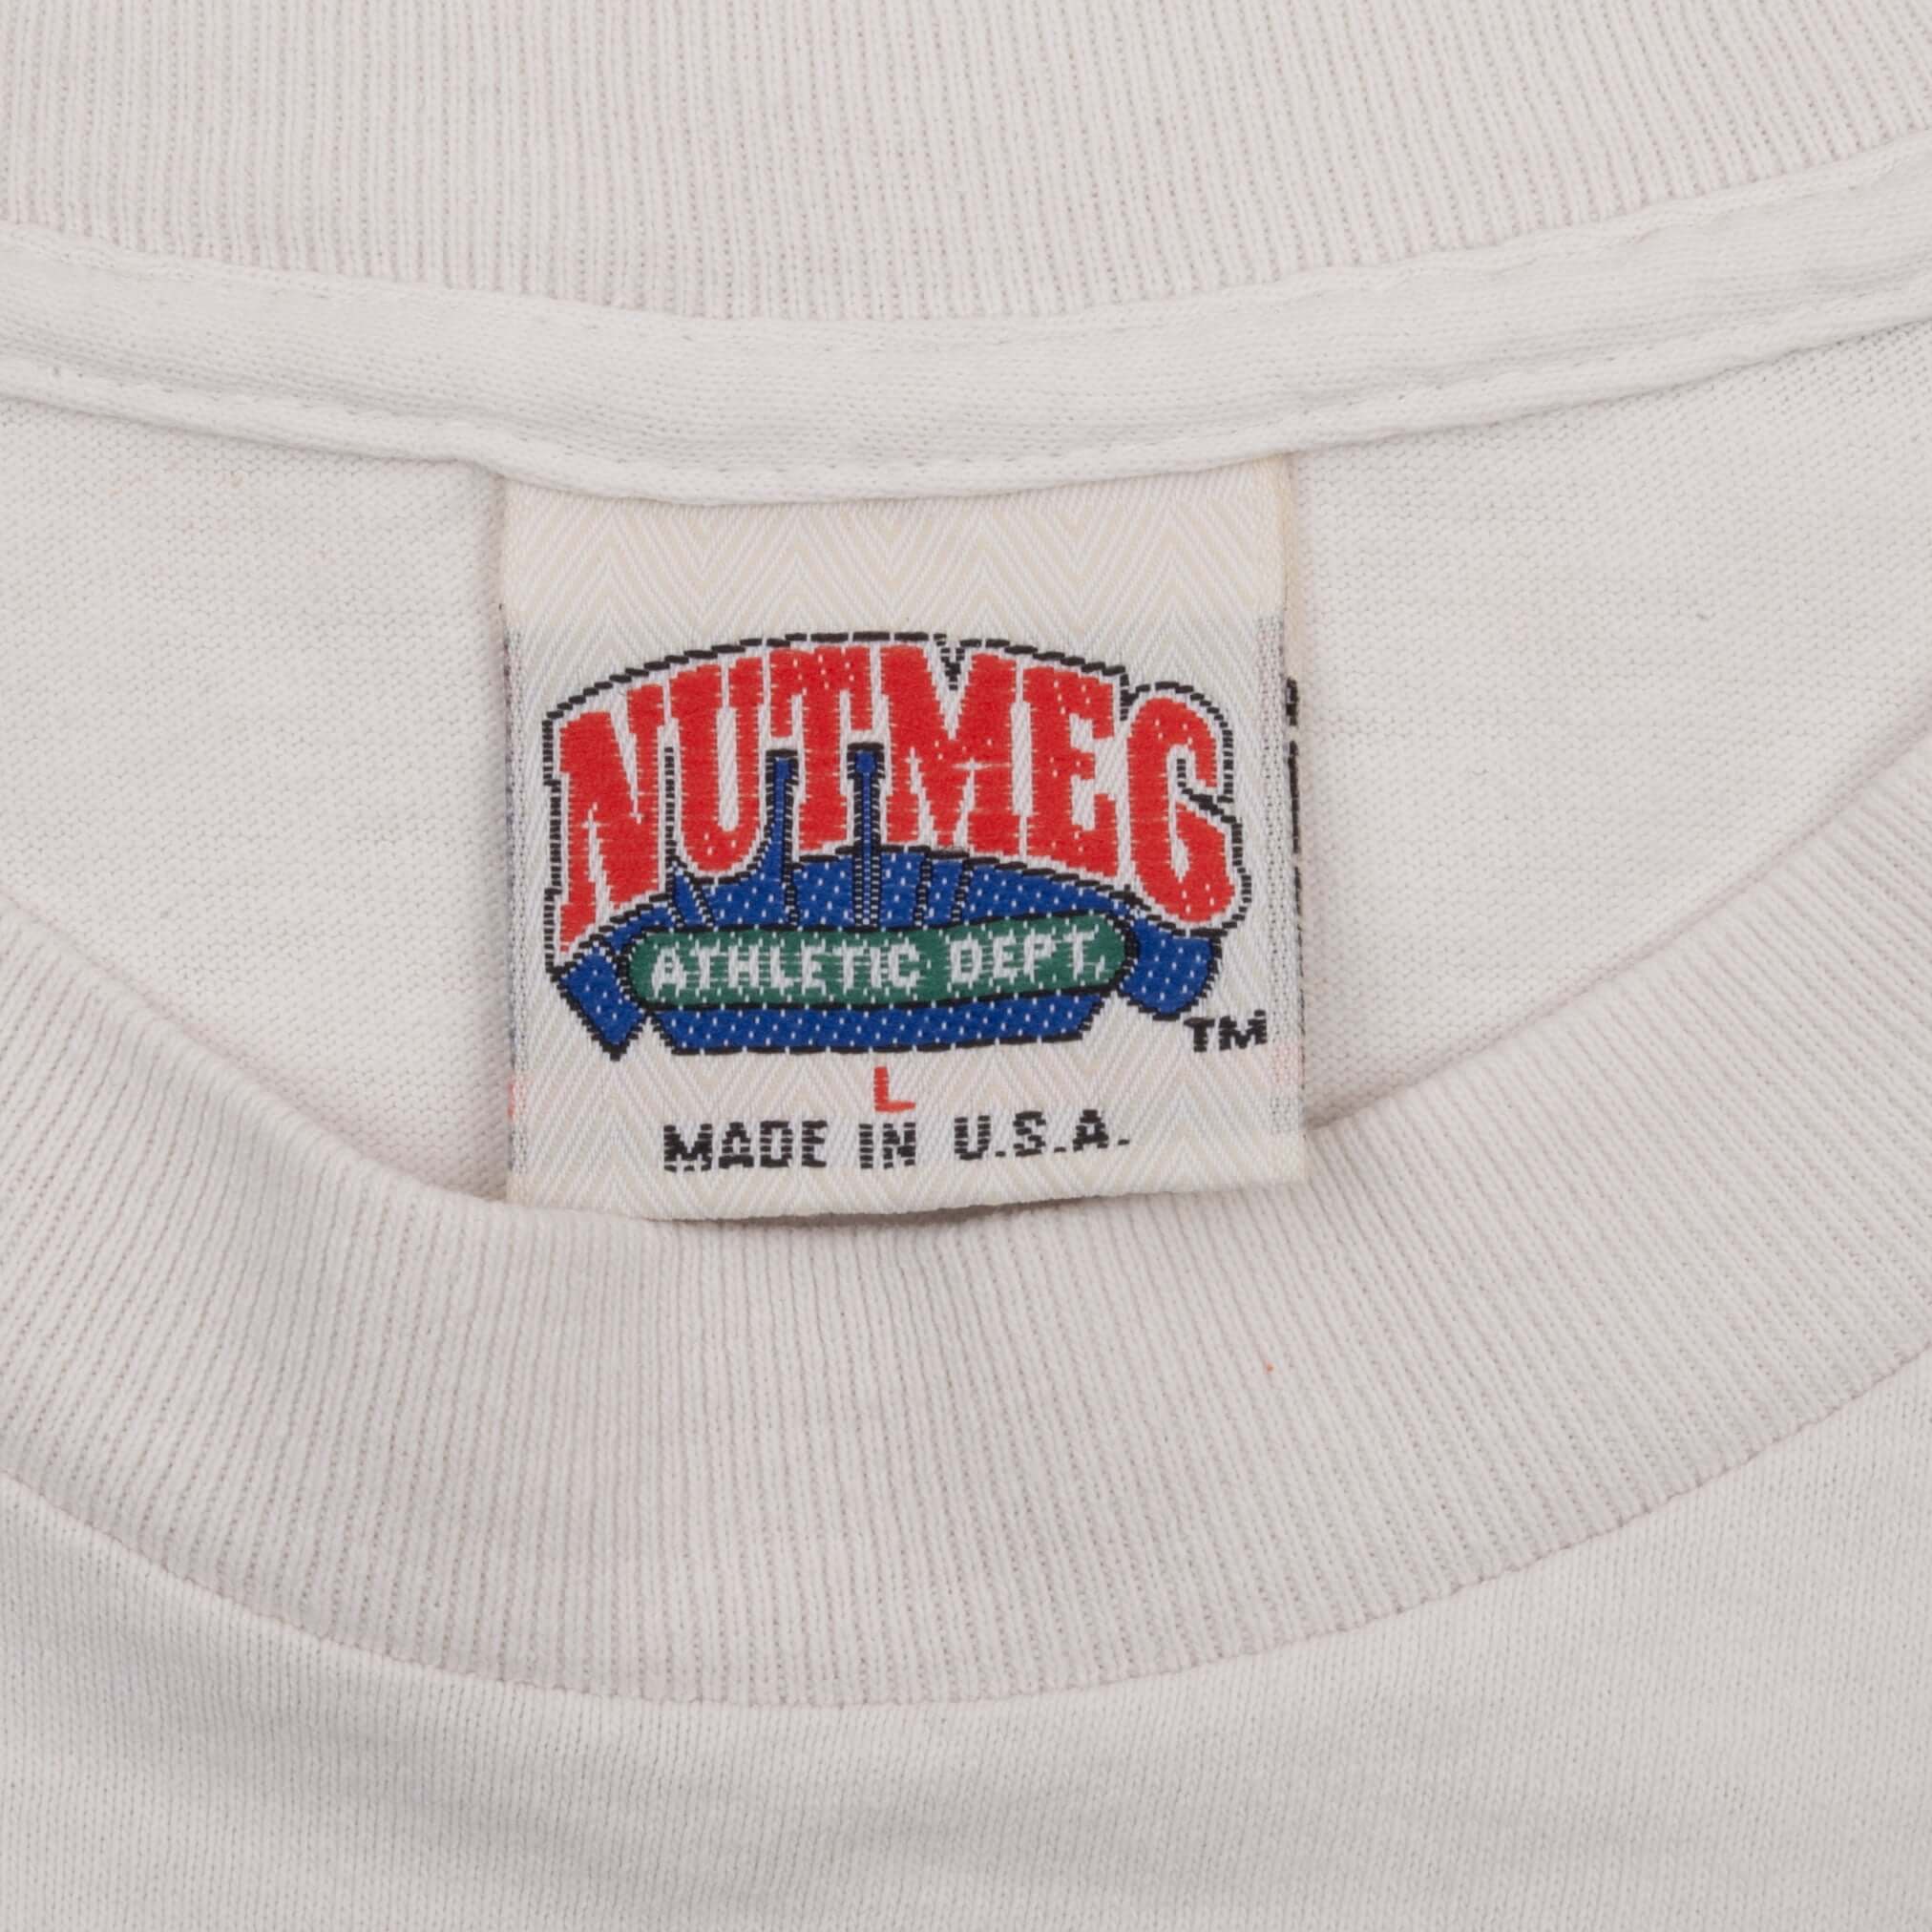 NUTMEG
ATHLETIC DEPT.
TM
L
MADE IN U.S.A.